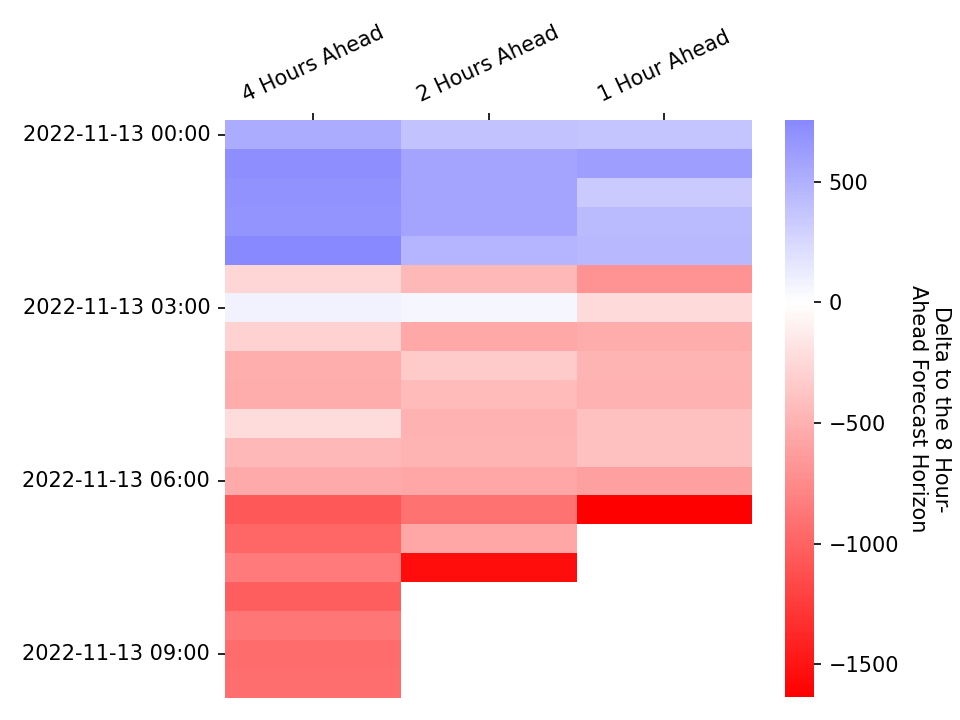 4 Hours Ahead
2 Hours Ahead
1 Hour Ahead
2022-11-13 00:00
2022-11-13 03:00
2022-11-13 06:00
2022-11-13 09:00
500
0
−500
−1000
−1500
Delta to the 8 Hour-
Ahead Forecast Horizon